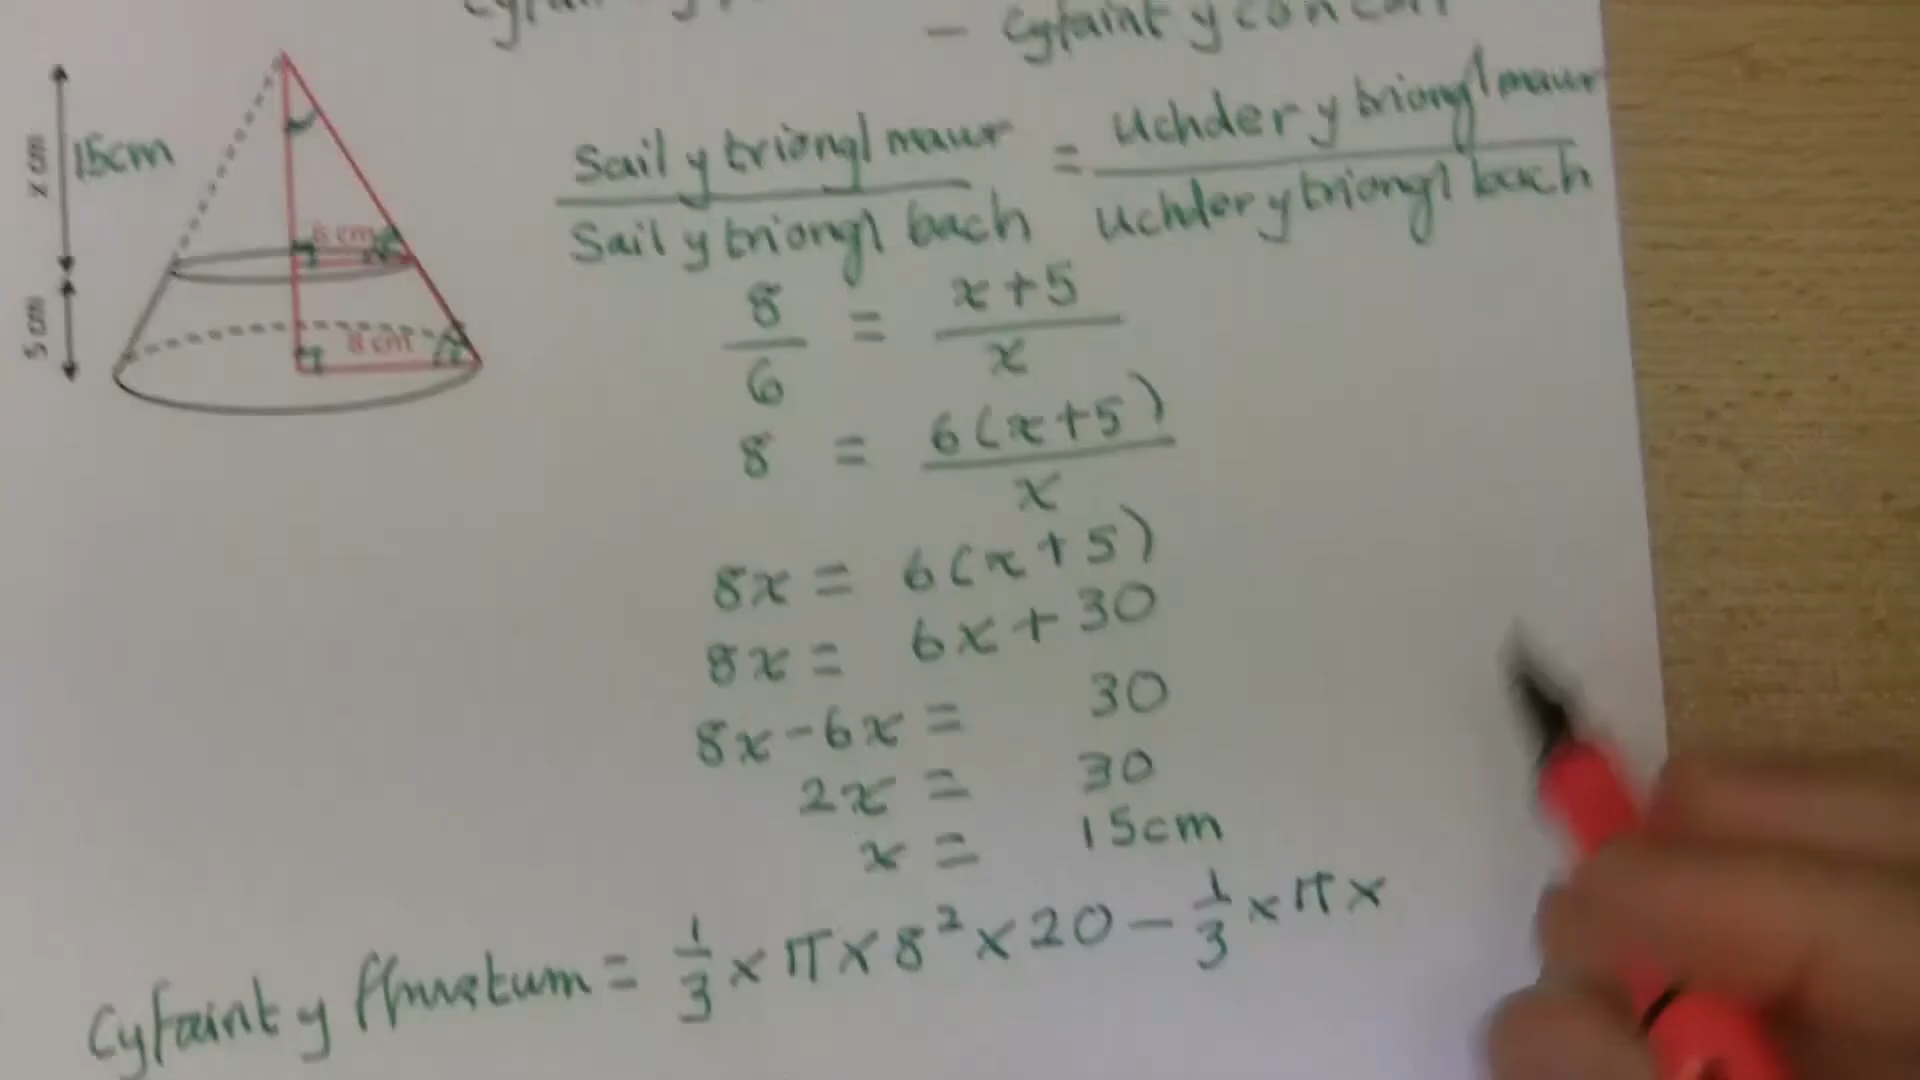 – Cyfaint y côn
x cm
15cm
5 cm
6 cm
8 cm
Sail y triongl mawr / Sail y triongl bach = Uchder y triongl mawr / Uchder y triongl bach
8/6 = x+5/x
8 = 6(x+5)/x
8x = 6(x+5)
8x = 6x + 30
8x – 6x = 30
2x = 30
x = 15cm
Cyfaint y ffrwstwm = 1/3 × π × 8² × 20 – 1/3 × π ×